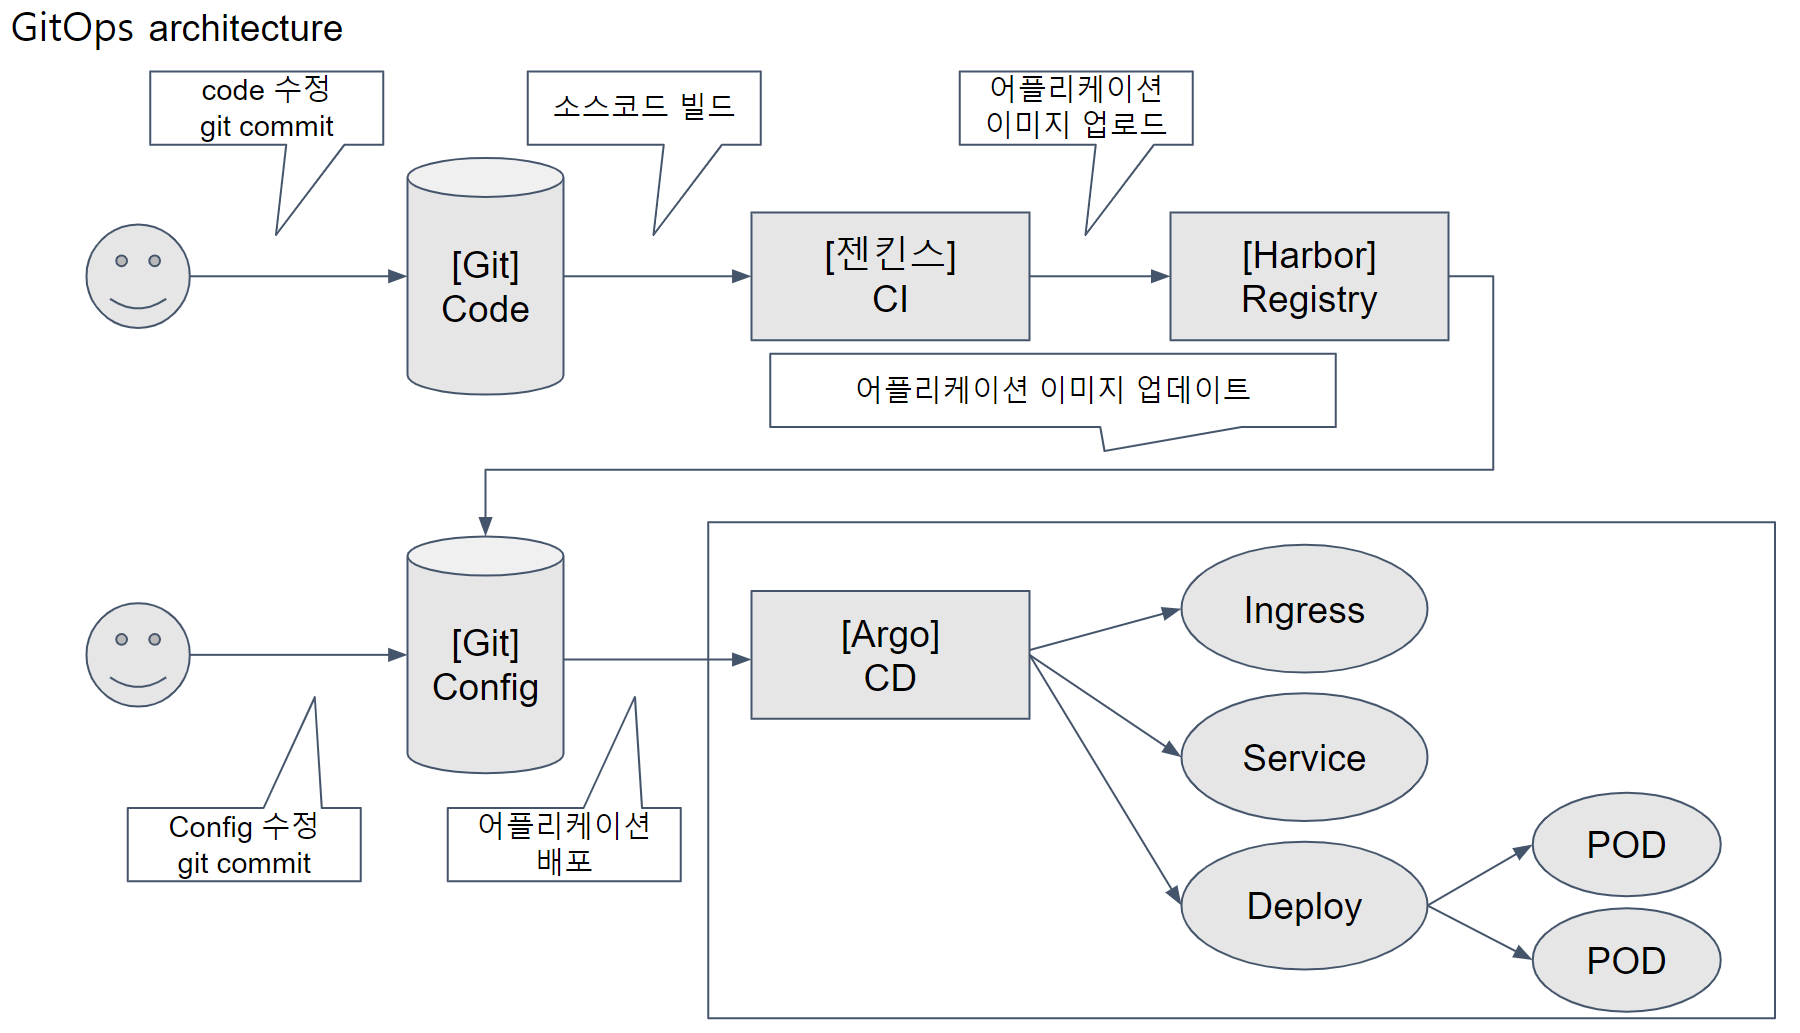 GitOps architecture
code 수정
git commit
소스코드 빌드
어플리케이션
이미지 업로드
[Git]
Code
[젠킨스]
CI
[Harbor]
Registry
어플리케이션 이미지 업데이트
[Git]
Config
[Argo]
CD
Ingress
Service
Deploy
POD
POD
Config 수정
git commit
어플리케이션
배포